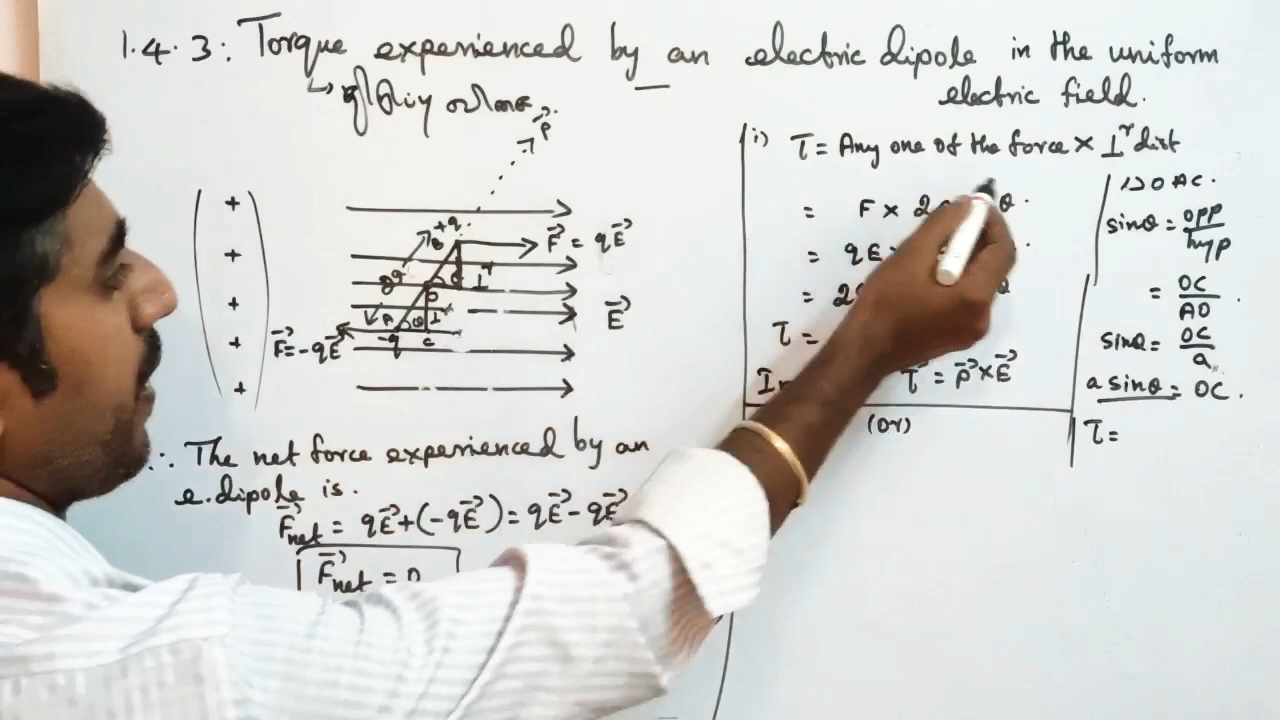 1.4.3: Torque experienced by an electric dipole in the uniform
electric field.
P⃗
+ + + + +
+q
B
F⃗ = qE⃗
2a
θ
⊥r
O
E⃗
A
θ
⊥r
F⃗=-qE⃗
-q
C
∴ The net force experienced by an
e.dipole is.
F⃗net = qE⃗+(-qE⃗) = qE⃗-qE⃗
F⃗net = 0
i) τ = Any one of the force × ⊥r dist
= F × 2 θ.
= qE
= 2
τ =
τ⃗ = p⃗×E⃗
(or)
△OAC.
sinθ = opp/hyp
= OC/AO.
sinθ = OC/a
a sinθ = OC.
τ =